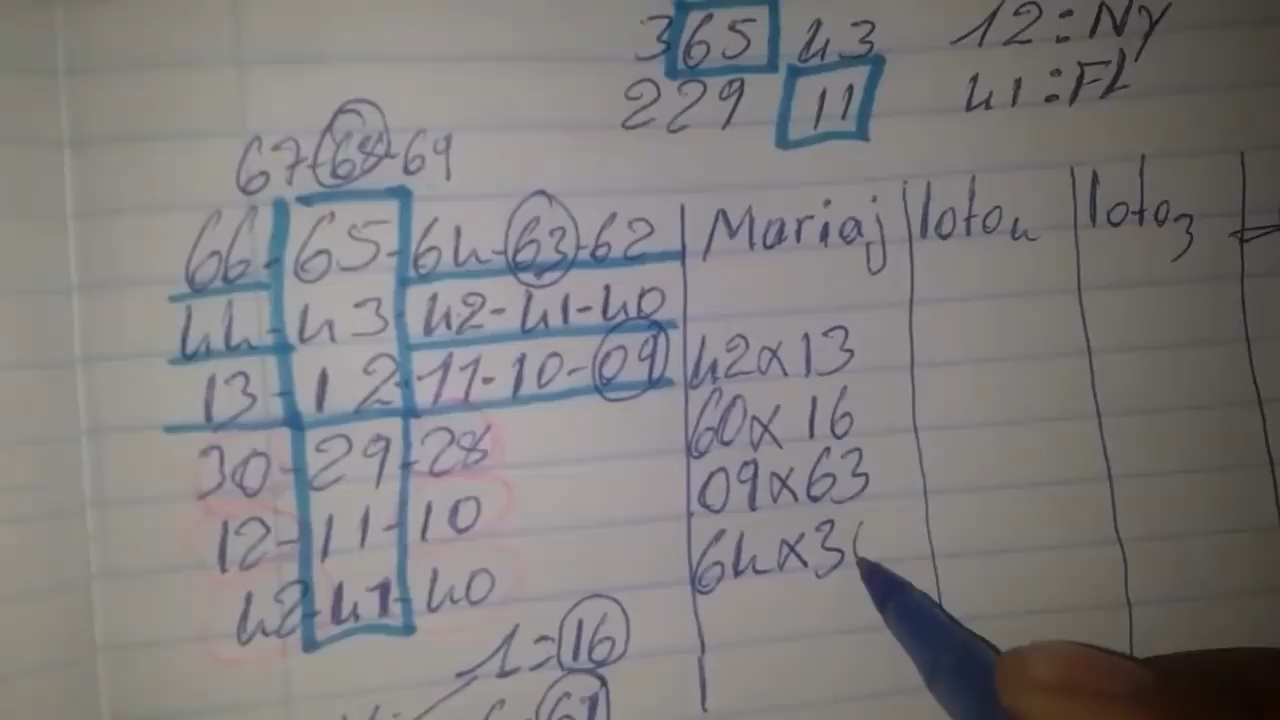 365 43 12:NY
229 11 41:FL
67-68-69
66-65-64-63-62 Mariaj loto4 loto3
44-43-42-41-40
42x13
13-12-11-10-09
60x16
30-29-28
09x63
12-11-10
64x3
42-41-40
1=16